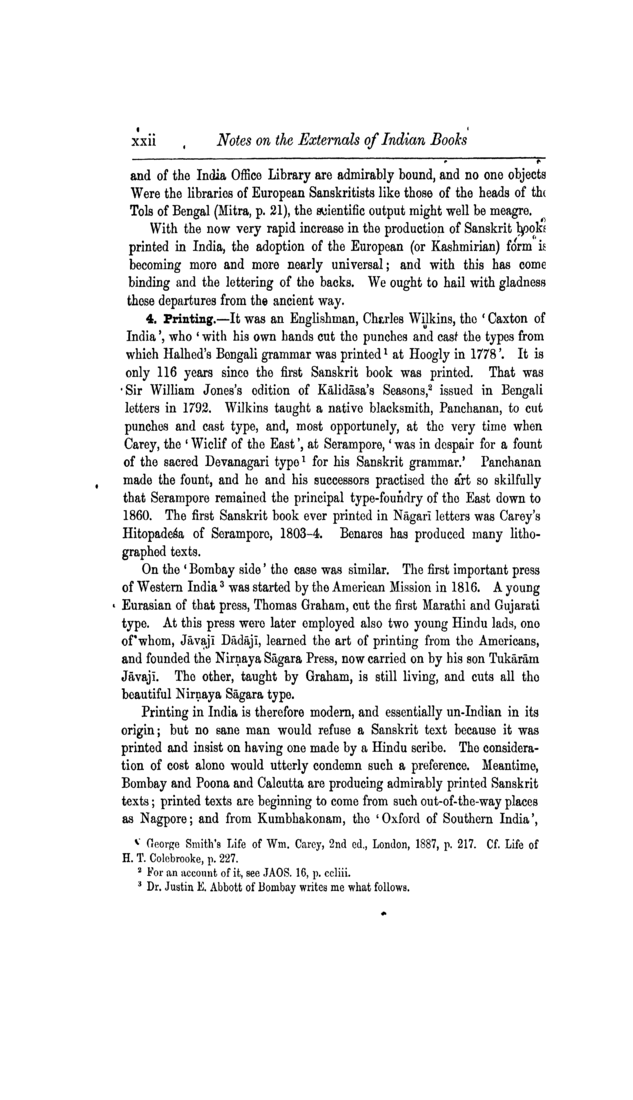 xxii Notes on the Externals of Indian Books
and of the India Office Library are admirably bound, and no one objects
Were the libraries of European Sanskritists like those of the heads of the
Tols of Bengal (Mitra, p. 21), the scientific output might well be meagre.
With the now very rapid increase in the production of Sanskrit books
printed in India, the adoption of the European (or Kashmirian) form is
becoming more and more nearly universal; and with this has come
binding and the lettering of the backs. We ought to hail with gladness
these departures from the ancient way.
4. Printing.—It was an Englishman, Charles Wilkins, the ‘Caxton of
India’, who ‘with his own hands cut the punches and cast the types from
which Halhed's Bengali grammar was printed¹ at Hoogly in 1778’. It is
only 116 years since the first Sanskrit book was printed. That was
Sir William Jones's edition of Kālidāsa's Seasons,² issued in Bengali
letters in 1792. Wilkins taught a native blacksmith, Panchanan, to cut
punches and cast type, and, most opportunely, at the very time when
Carey, the ‘Wiclif of the East’, at Serampore, ‘was in despair for a fount
of the sacred Devanagari type¹ for his Sanskrit grammar.’ Panchanan
made the fount, and he and his successors practised the art so skilfully
that Serampore remained the principal type-foundry of the East down to
1860. The first Sanskrit book ever printed in Nāgarī letters was Carey's
Hitopadeśa of Serampore, 1803–4. Benares has produced many litho-
graphed texts.
On the ‘Bombay side’ the case was similar. The first important press
of Western India³ was started by the American Mission in 1816. A young
Eurasian of that press, Thomas Graham, cut the first Marathi and Gujarati
type. At this press were later employed also two young Hindu lads, one
of whom, Jāvajī Dādājī, learned the art of printing from the Americans,
and founded the Nirṇaya Sāgara Press, now carried on by his son Tukārām
Jāvajī. The other, taught by Graham, is still living, and cuts all the
beautiful Nirṇaya Sāgara type.
Printing in India is therefore modern, and essentially un-Indian in its
origin; but no sane man would refuse a Sanskrit text because it was
printed and insist on having one made by a Hindu scribe. The considera-
tion of cost alone would utterly condemn such a preference. Meantime,
Bombay and Poona and Calcutta are producing admirably printed Sanskrit
texts; printed texts are beginning to come from such out-of-the-way places
as Nagpore; and from Kumbhakonam, the ‘Oxford of Southern India’,
George Smith's Life of Wm. Carey, 2nd ed., London, 1887, p. 217. Cf. Life of
H. T. Colebrooke, p. 227.
² For an account of it, see JAOS. 16, p. ccliii.
³ Dr. Justin E. Abbott of Bombay writes me what follows.